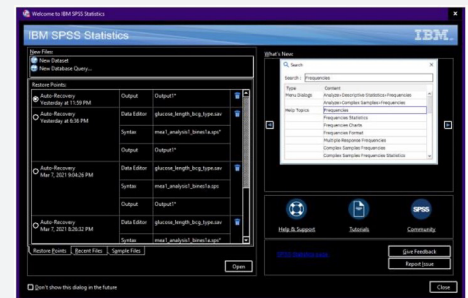 Welcome to IBM SPSS Statistics
IBM SPSS Statistics
IBM
New Files:
New Dataset
New Database Query...
Restore Points:
Auto-Recovery
Yesterday at 11:59 PM
Output Output1*
Auto-Recovery
Yesterday at 6:36 PM
Data Editor glucose_length_bcg_type.sav
Syntax mea1_analysis1_bines1a.sps*
Output Output1*
Auto-Recovery
Mar 7, 2021 9:04:26 PM
Data Editor glucose_length_bcg_type.sav
Syntax mea1_analysis1_bines1a.sps
Output Output1*
Auto-Recovery
Mar 7, 2021 8:26:32 PM
Data Editor glucose_length_bcg_type.sav
Syntax mea1_analysis1_bines1a.sps*
Restore Points Recent Files Sample Files
Open
Don't show this dialog in the future
What's New:
Search
Search : Frequencies
Type Content
Menu Dialogs Analyze>Descriptive Statistics>Frequencies
Analyze>Complex Samples>Frequencies
Help Topics Frequencies
Frequencies Statistics
Frequencies Charts
Frequencies Format
Multiple Response Frequencies
Complex Samples Frequencies
Complex Samples Frequencies Statistics
SPSS
Help & Support Tutorials Community
Give Feedback
Report Issue
Close